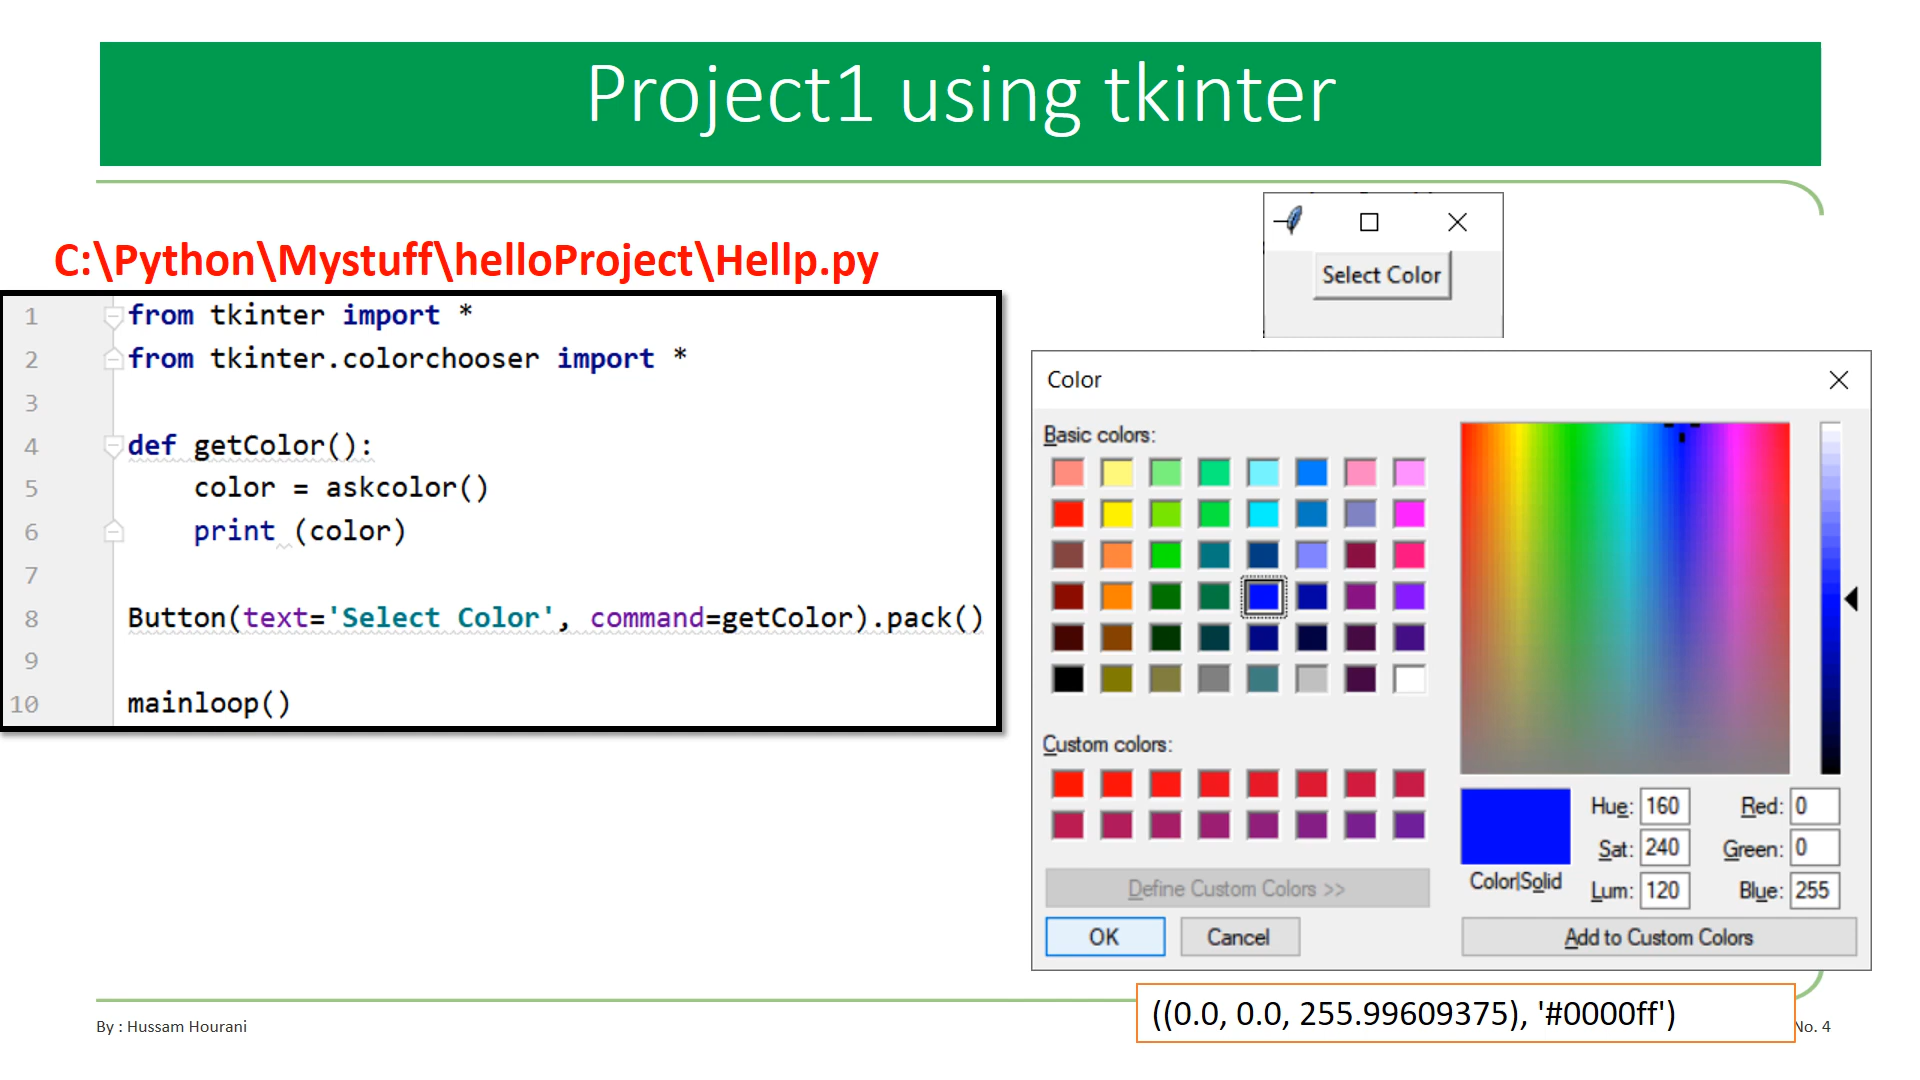 Project1 using tkinter
C:\Python\Mystuff\helloProject\Hellp.py
1 from tkinter import *
2 from tkinter.colorchooser import *
3
4 def getColor():
5     color = askcolor()
6     print (color)
7
8 Button(text='Select Color', command=getColor).pack()
9
10 mainloop()
Select Color
Color
Basic colors:
Custom colors:
Define Custom Colors >>
OK Cancel
Hue: 160 Red: 0
Sat: 240 Green: 0
Color|Solid Lum: 120 Blue: 255
Add to Custom Colors
((0.0, 0.0, 255.99609375), '#0000ff')
By : Hussam Hourani
No. 4